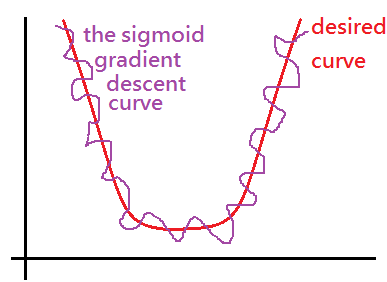 the sigmoid
gradient
descent
curve
desired
curve